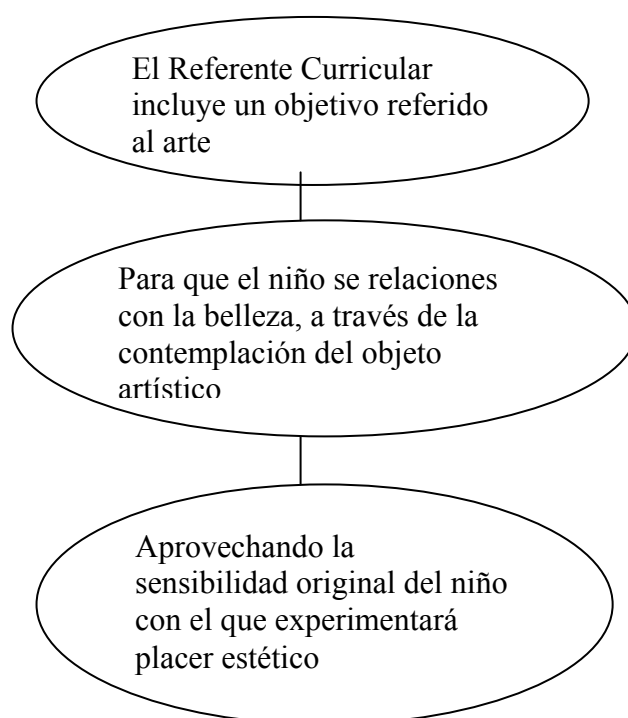 El Referente Curricular
incluye un objetivo referido
al arte
Para que el niño se relaciones
con la belleza, a través de la
contemplación del objeto
artístico
Aprovechando la
sensibilidad original del niño
con el que experimentará
placer estético